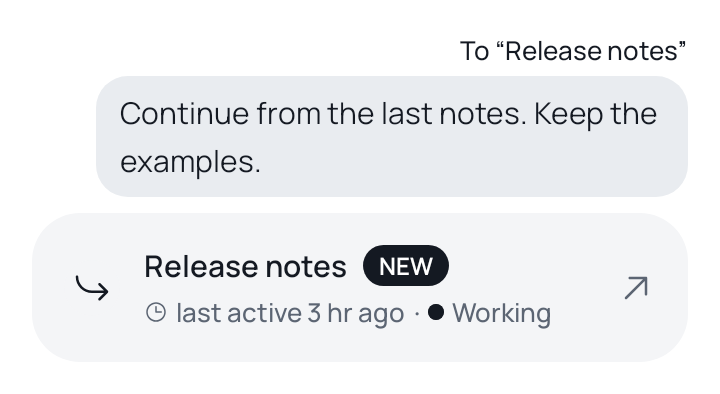 To “Release notes”
Continue from the last notes. Keep the
examples.
Release notes NEW
last active 3 hr ago · Working